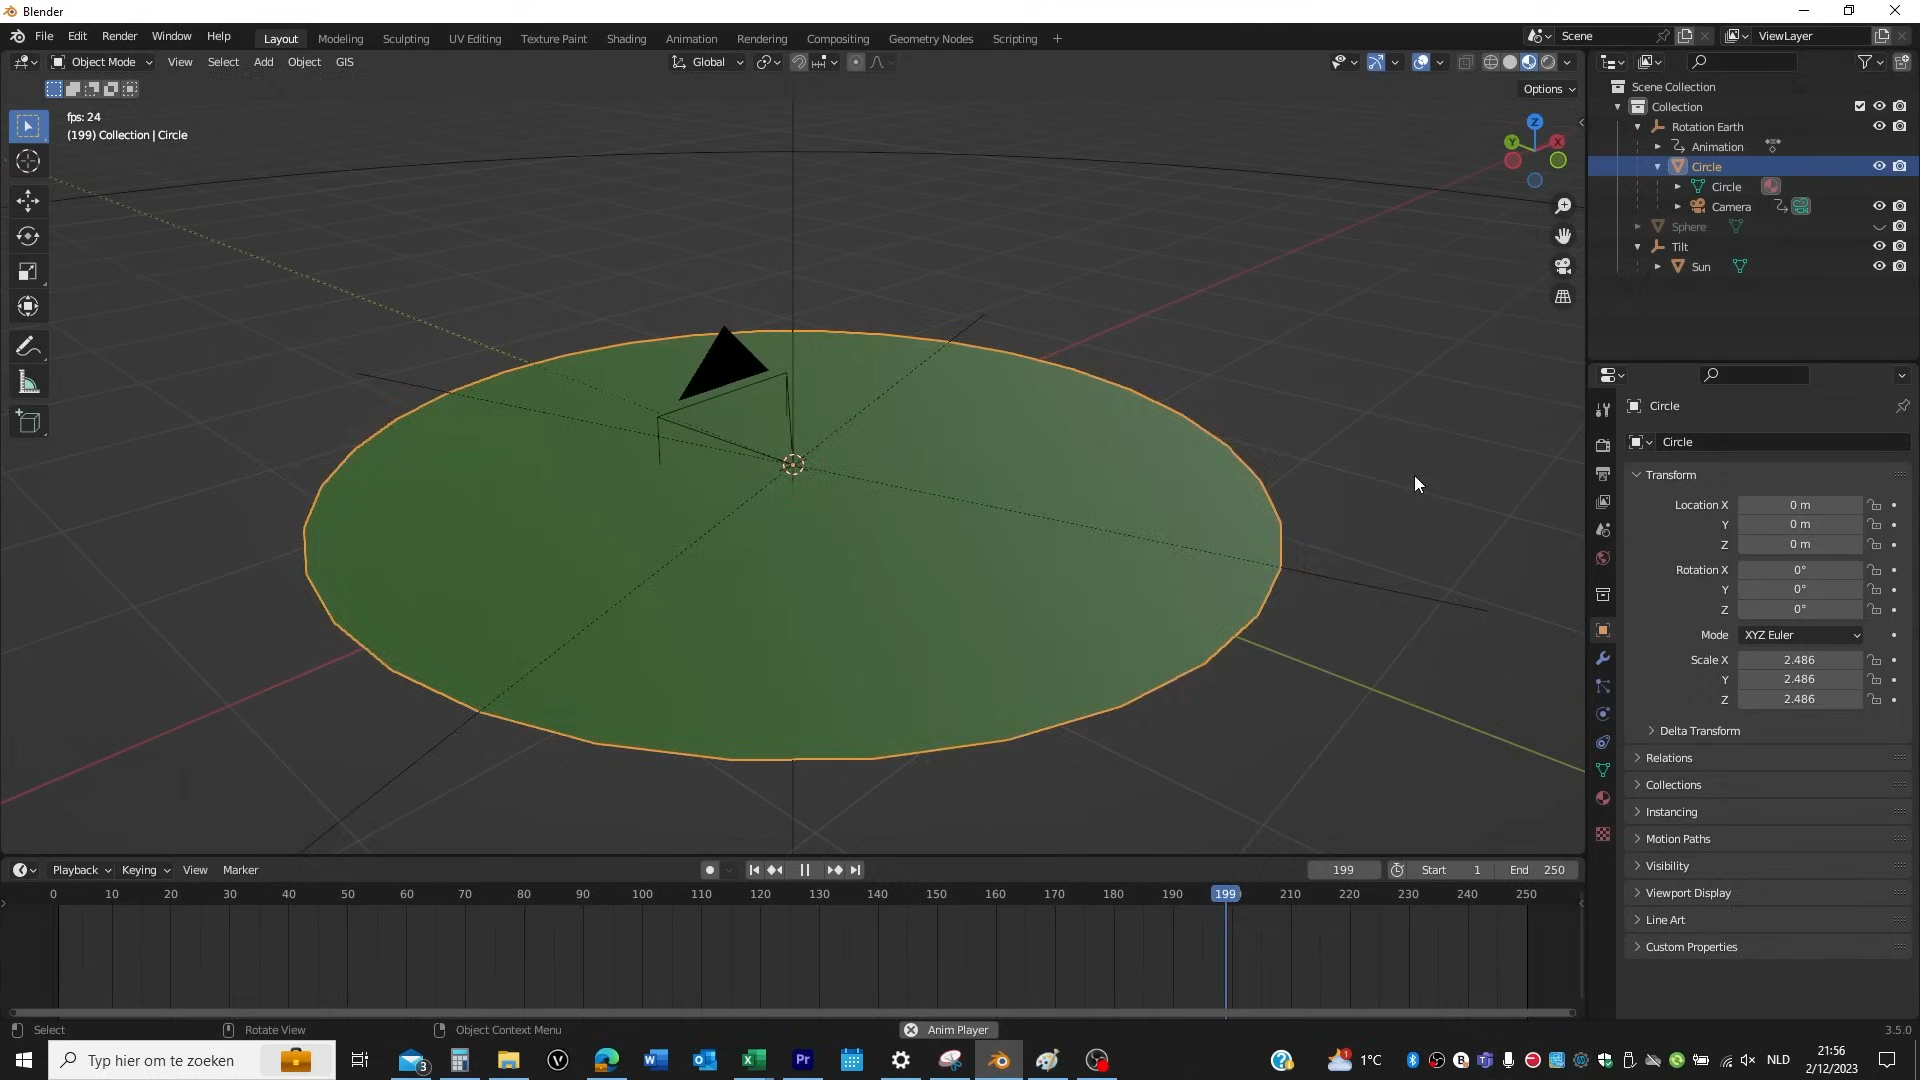 Blender
File Edit Render Window Help Layout Modeling Sculpting UV Editing Texture Paint Shading Animation Rendering Compositing Geometry Nodes Scripting + Scene ViewLayer
Object Mode View Select Add Object GIS Global
Options
fps: 24
(199) Collection | Circle
Z
Y
X
Scene Collection
Collection
Rotation Earth
Animation
Circle
Circle
Camera
Sphere
Tilt
Sun
Circle
Circle
Transform
Location X 0 m
Y 0 m
Z 0 m
Rotation X 0°
Y 0°
Z 0°
Mode XYZ Euler
Scale X 2.486
Y 2.486
Z 2.486
Delta Transform
Relations
Collections
Instancing
Motion Paths
Visibility
Viewport Display
Line Art
Custom Properties
Playback Keying View Marker 199 Start 1 End 250
0 10 20 30 40 50 60 70 80 90 100 110 120 130 140 150 160 170 180 190 199 210 220 230 240 250
Select Rotate View Object Context Menu Anim Player 3.5.0
Typ hier om te zoeken 3 1 1°C NLD 21:56
2/12/2023